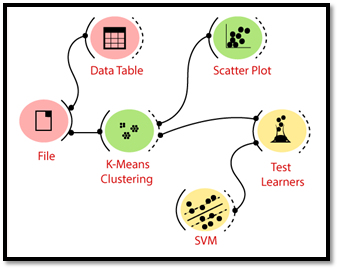 Data Table
Scatter Plot
File
K-Means
Clustering
Test
Learners
SVM